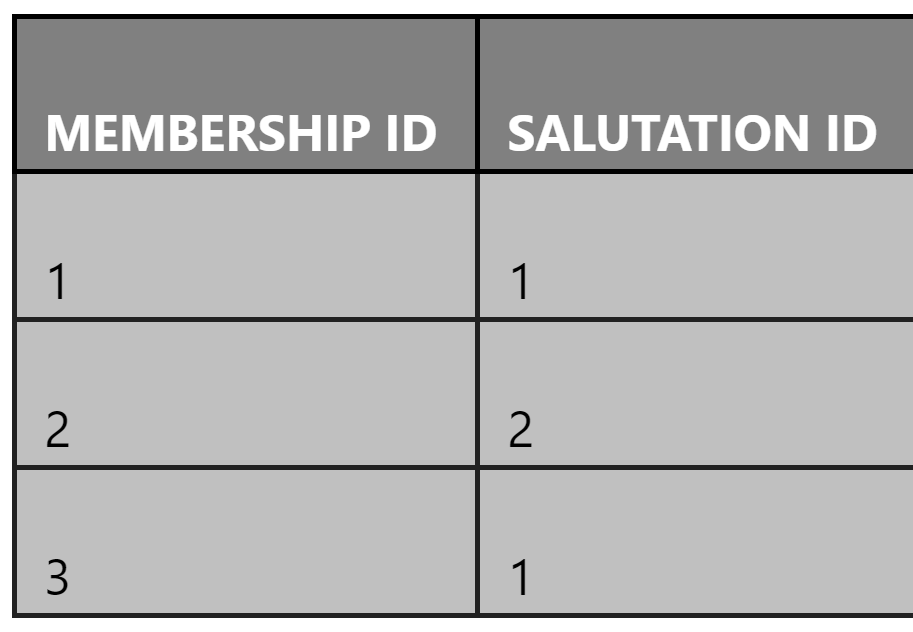 MEMBERSHIP ID SALUTATION ID
1 1
2 2
3 1